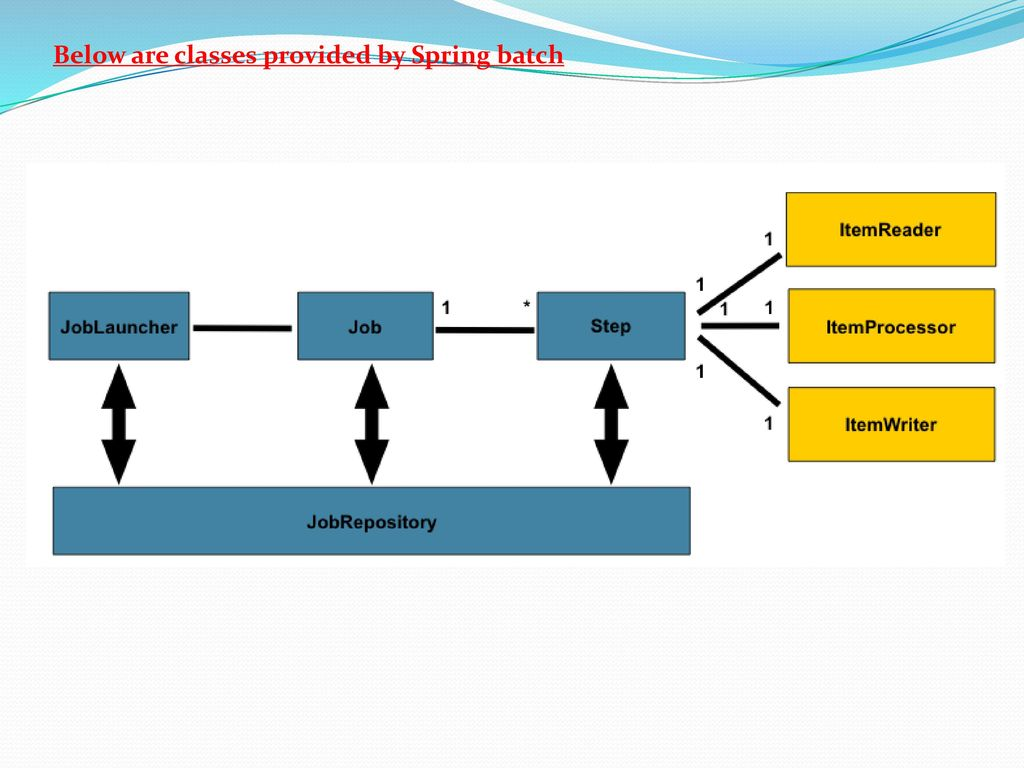 Below are classes provided by Spring batch
ItemReader
1
1
JobLauncher
Job
1
*
Step
1
1
ItemProcessor
1
1
ItemWriter
JobRepository